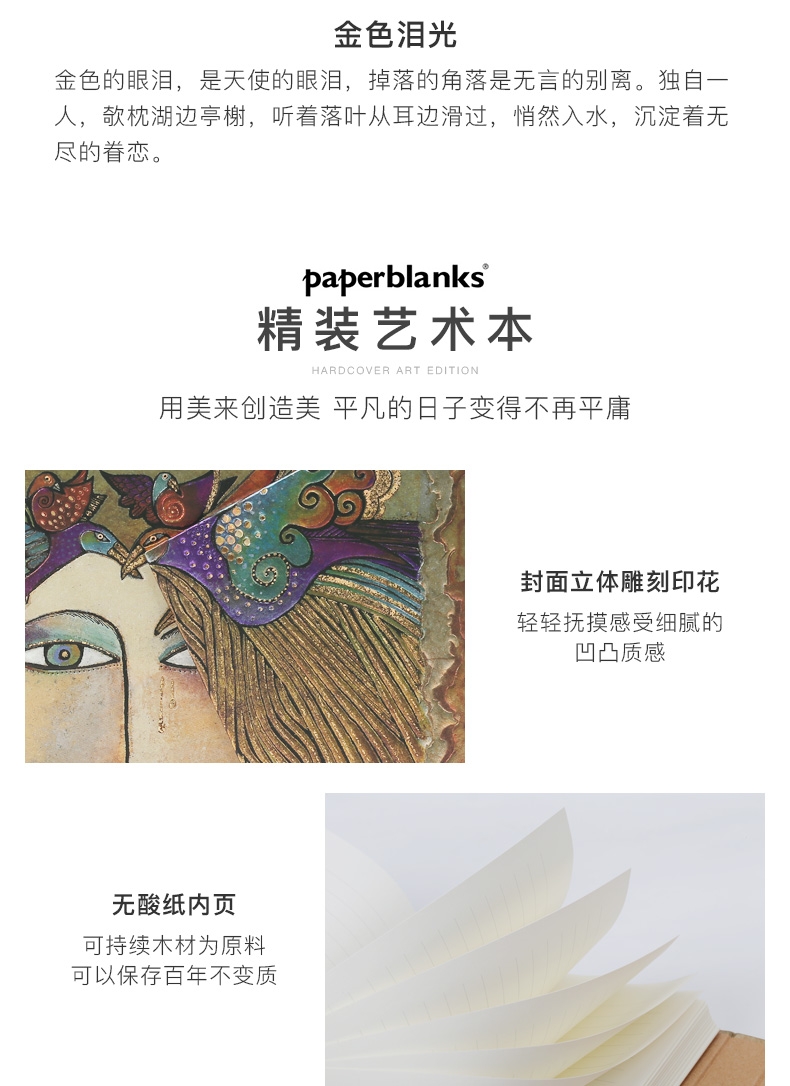 金色泪光
金色的眼泪，是天使的眼泪，掉落的角落是无言的别离。独自一
人，欹枕湖边亭榭，听着落叶从耳边滑过，悄然入水，沉淀着无
尽的眷恋。
paperblanks®
精装艺术本
HARDCOVER ART EDITION
用美来创造美 平凡的日子变得不再平庸
封面立体雕刻印花
轻轻抚摸感受细腻的
凹凸质感
无酸纸内页
可持续木材为原料
可以保存百年不变质